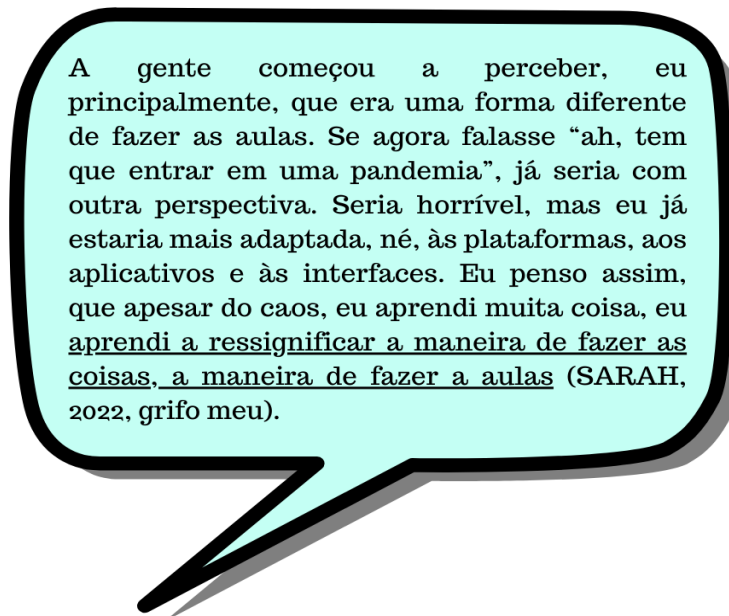 A gente começou a perceber, eu
principalmente, que era uma forma diferente
de fazer as aulas. Se agora falasse “ah, tem
que entrar em uma pandemia”, já seria com
outra perspectiva. Seria horrível, mas eu já
estaria mais adaptada, né, às plataformas, aos
aplicativos e às interfaces. Eu penso assim,
que apesar do caos, eu aprendi muita coisa, eu
aprendi a ressignificar a maneira de fazer as
coisas, a maneira de fazer a aulas (SARAH,
2022, grifo meu).